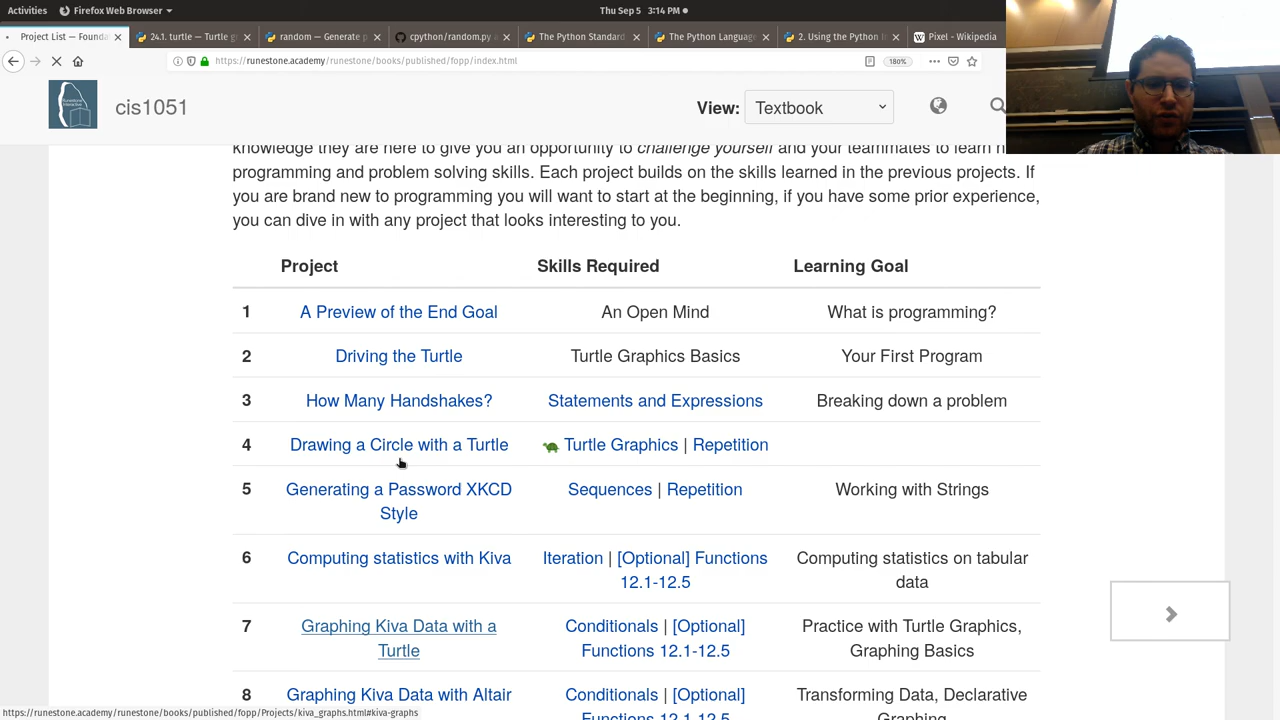 Activities Firefox Web Browser Thu Sep 5 3:14 PM
Project List — Founda 24.1. turtle — Turtle g random — Generate p cpython/random.py a The Python Standard The Python Language 2. Using the Python I Pixel - Wikipedia
https://runestone.academy/runestone/books/published/fopp/index.html 180%
cis1051 View: Textbook
knowledge they are here to give you an opportunity to challenge yourself and your teammates to learn
programming and problem solving skills. Each project builds on the skills learned in the previous projects. If
you are brand new to programming you will want to start at the beginning, if you have some prior experience,
you can dive in with any project that looks interesting to you.
Project Skills Required Learning Goal
1 A Preview of the End Goal An Open Mind What is programming?
2 Driving the Turtle Turtle Graphics Basics Your First Program
3 How Many Handshakes? Statements and Expressions Breaking down a problem
4 Drawing a Circle with a Turtle Turtle Graphics | Repetition
5 Generating a Password XKCD Sequences | Repetition Working with Strings
Style
6 Computing statistics with Kiva Iteration | [Optional] Functions Computing statistics on tabular
12.1-12.5 data
7 Graphing Kiva Data with a Conditionals | [Optional] Practice with Turtle Graphics,
Turtle Functions 12.1-12.5 Graphing Basics
8 Graphing Kiva Data with Altair Conditionals | [Optional] Transforming Data, Declarative
Functions 12.1-12.5 Graphing
https://runestone.academy/runestone/books/published/fopp/Projects/kiva_graphs.html#kiva-graphs